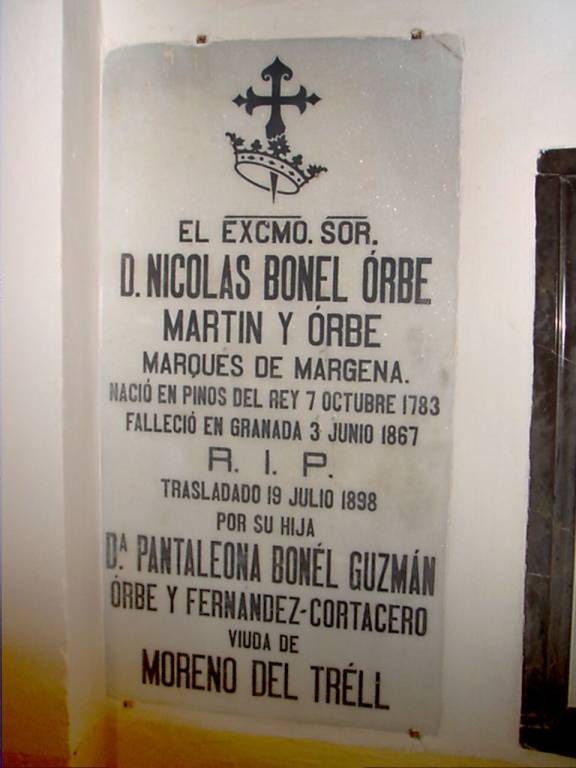 EL EXCMO. SOR.
D. NICOLAS BONEL ÓRBE
MARTIN Y ÓRBE
MARQUÉS DE MARGENA.
NACIÓ EN PINOS DEL REY 7 OCTUBRE 1783
FALLECIÓ EN GRANADA 3 JUNIO 1867
R. I. P.
TRASLADADO 19 JULIO 1898
POR SU HIJA
D.ᴬ PANTALEONA BONÉL GUZMÁN
ÓRBE Y FERNANDEZ-CORTACERO
VIUDA DE
MORENO DEL TRÉLL